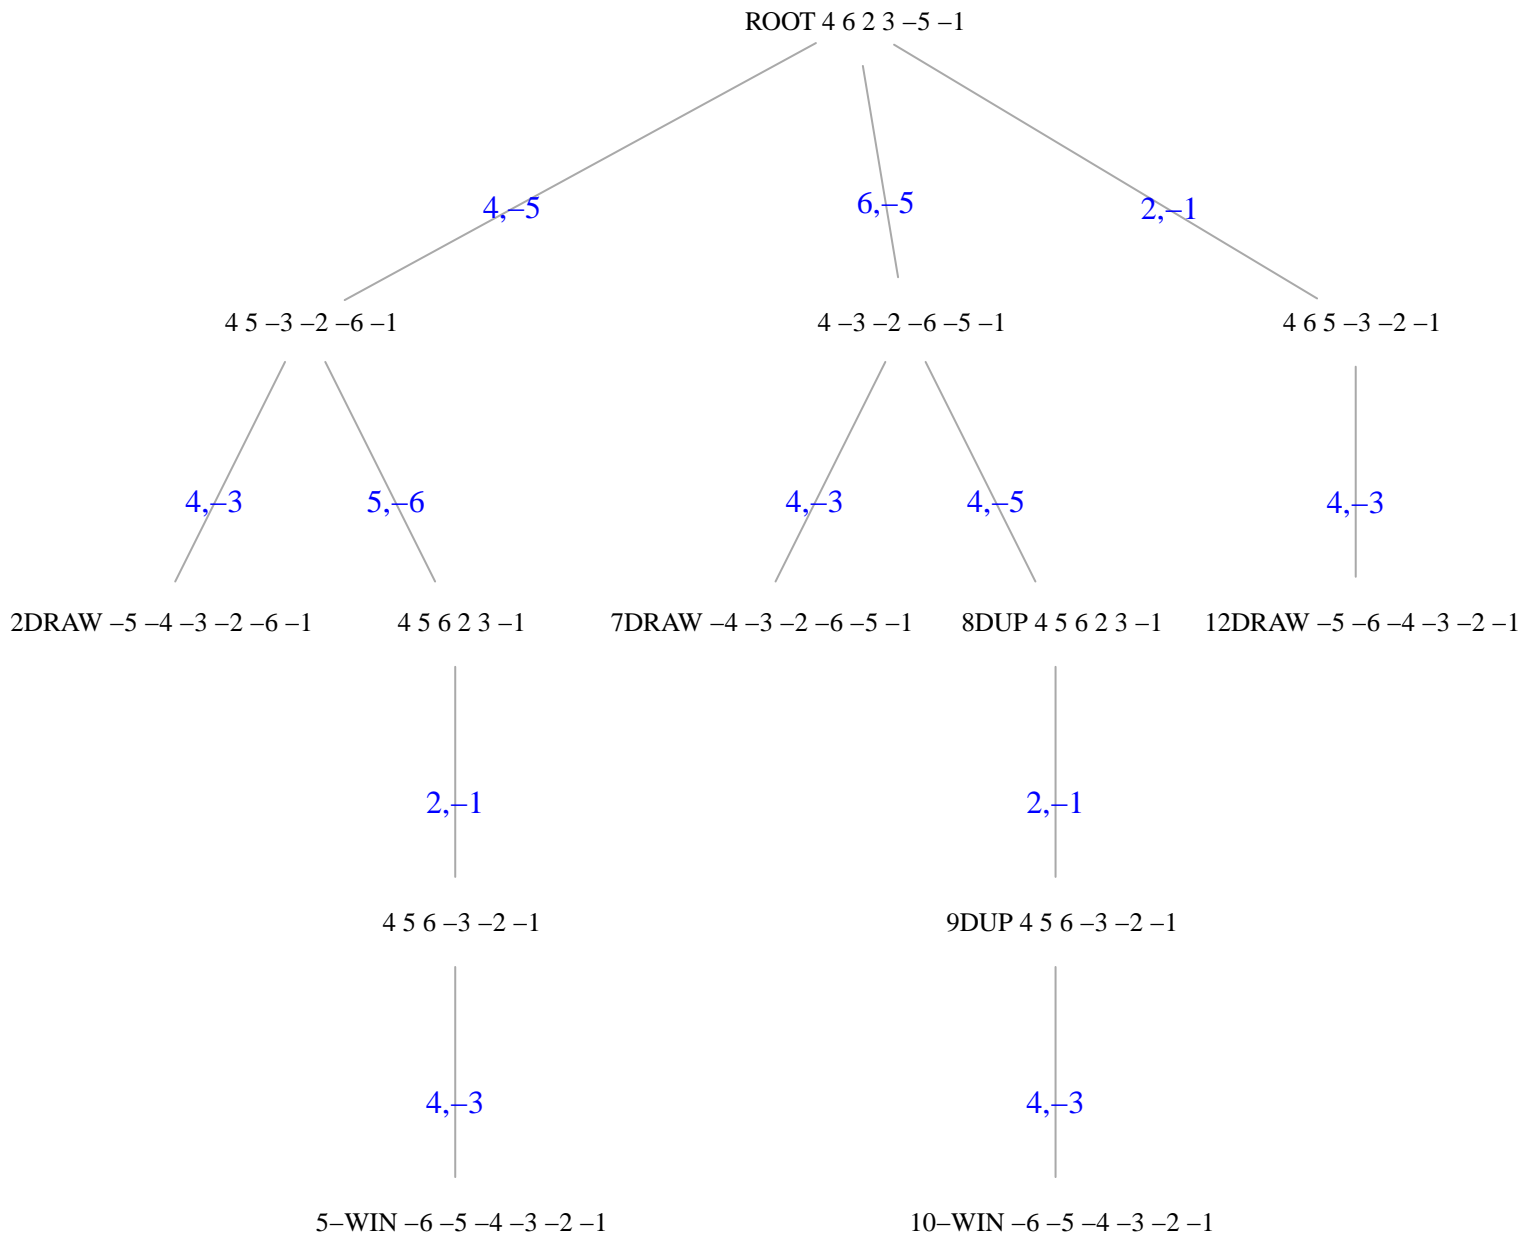 ROOT 4 6 2 3 –5 –1
4,–5
6,–5
2,–1
4 5 –3 –2 –6 –1
4 –3 –2 –6 –5 –1
4 6 5 –3 –2 –1
4,–3
5,–6
4,–3
4,–5
4,–3
2DRAW –5 –4 –3 –2 –6 –1
4 5 6 2 3 –1
7DRAW –4 –3 –2 –6 –5 –1
8DUP 4 5 6 2 3 –1
12DRAW –5 –6 –4 –3 –2 –1
2,–1
2,–1
4 5 6 –3 –2 –1
9DUP 4 5 6 –3 –2 –1
4,–3
4,–3
5–WIN –6 –5 –4 –3 –2 –1
10–WIN –6 –5 –4 –3 –2 –1